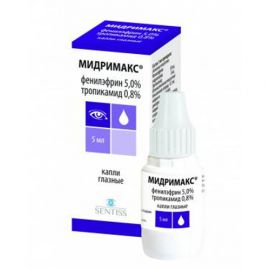 МИДРИМАКС®
фенилэфрин 5,0%
тропикамид 0,8%
5 мл
капли
глазные
SENTISS
МИДРИМАКС®
фенилэфрин 5,0%
тропикамид 0,8%
капли глазные
5 мл